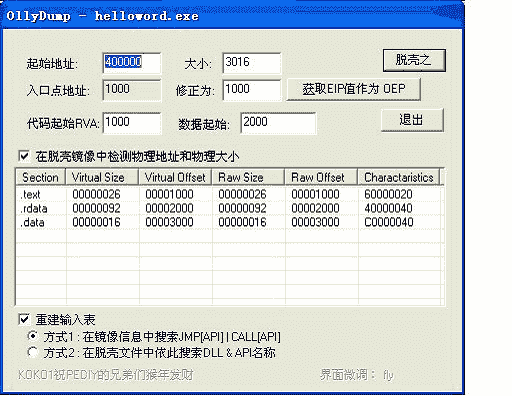 OllyDump - helloword.exe
起始地址: 400000 大小: 3016 脱壳之
入口点地址: 1000 修正为: 1000 获取EIP值作为 OEP
代码起始RVA: 1000 数据起始: 2000 退出
在脱壳镜像中检测物理地址和物理大小
Section Virtual Size Virtual Offset Raw Size Raw Offset Charactaristics
.text 00000026 00001000 00000026 00001000 60000020
.rdata 00000092 00002000 00000092 00002000 40000040
.data 00000016 00003000 00000016 00003000 C0000040
重建输入表
方式1 : 在镜像信息中搜索JMP[API] | CALL[API]
方式2 : 在脱壳文件中依此搜索DLL & API名称
KOKO1祝PEDIY的兄弟们猴年发财 界面微调： fly